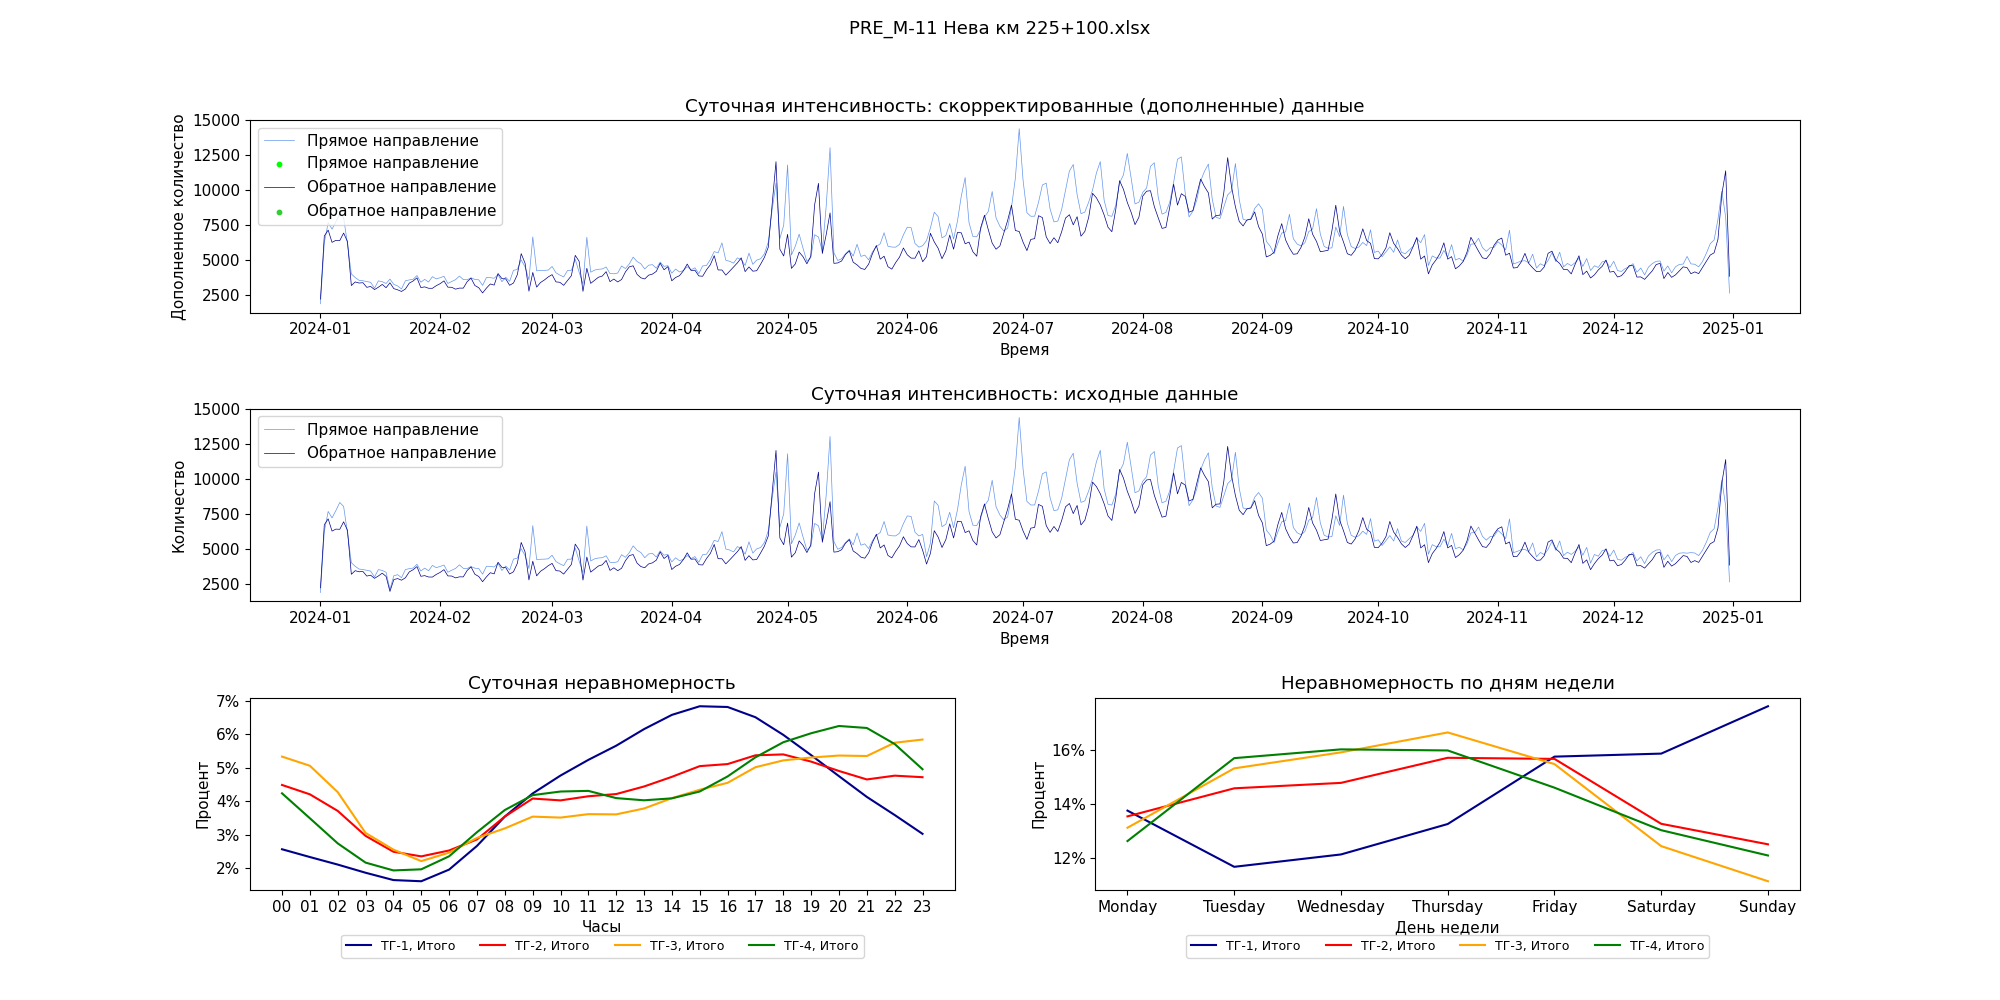 PRE_M-11 Нева км 225+100.xlsx
Суточная интенсивность: скорректированные (дополненные) данные
Дополненное количество
15000
12500
10000
7500
5000
2500
Прямое направление
Прямое направление
Обратное направление
Обратное направление
2024-01 2024-02 2024-03 2024-04 2024-05 2024-06 2024-07 2024-08 2024-09 2024-10 2024-11 2024-12 2025-01
Время
Суточная интенсивность: исходные данные
Количество
15000
12500
10000
7500
5000
2500
Прямое направление
Обратное направление
2024-01 2024-02 2024-03 2024-04 2024-05 2024-06 2024-07 2024-08 2024-09 2024-10 2024-11 2024-12 2025-01
Время
Суточная неравномерность
Процент
7%
6%
5%
4%
3%
2%
00 01 02 03 04 05 06 07 08 09 10 11 12 13 14 15 16 17 18 19 20 21 22 23
Часы
ТГ-1, Итого ТГ-2, Итого ТГ-3, Итого ТГ-4, Итого
Неравномерность по дням недели
Процент
16%
14%
12%
Monday Tuesday Wednesday Thursday Friday Saturday Sunday
День недели
ТГ-1, Итого ТГ-2, Итого ТГ-3, Итого ТГ-4, Итого